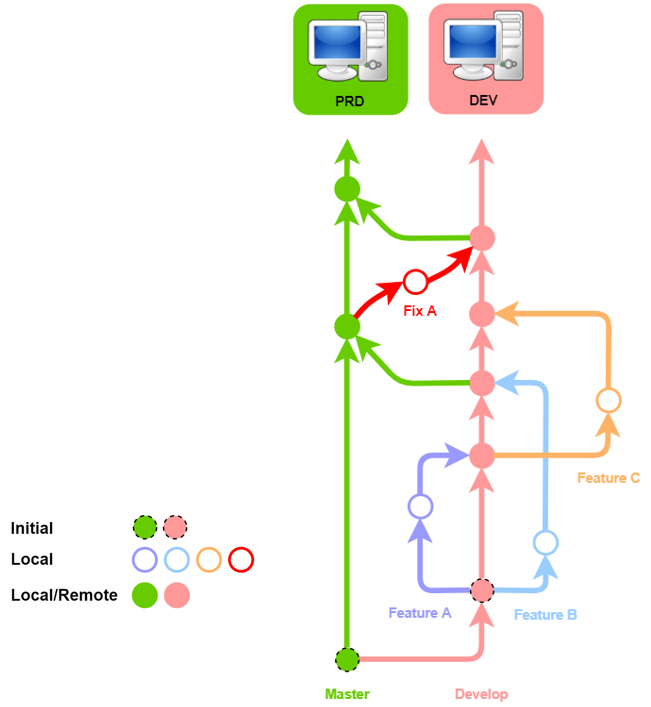 PRD
DEV
Fix A
Feature C
Initial
Local
Local/Remote
Feature A
Feature B
Master
Develop